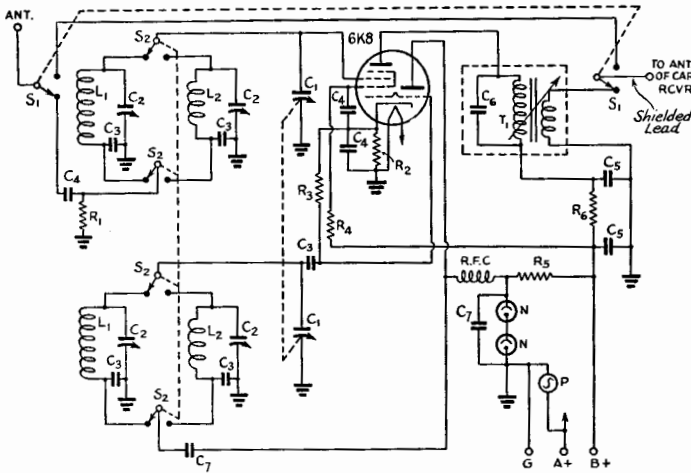 ANT.
S1
L1
C2
C3
S2
L2
C2
C3
S2
C4
R1
C1
6K8
C4
C4
R2
R3
R4
C3
C6
T1
S1
TO ANT
OF CAR
RCVR
Shielded
Lead
C5
R6
C5
R.F.C
R5
C7
N
N
P
S2
L1
C2
C3
L2
C2
C3
S2
C1
C7
G
A+
B+